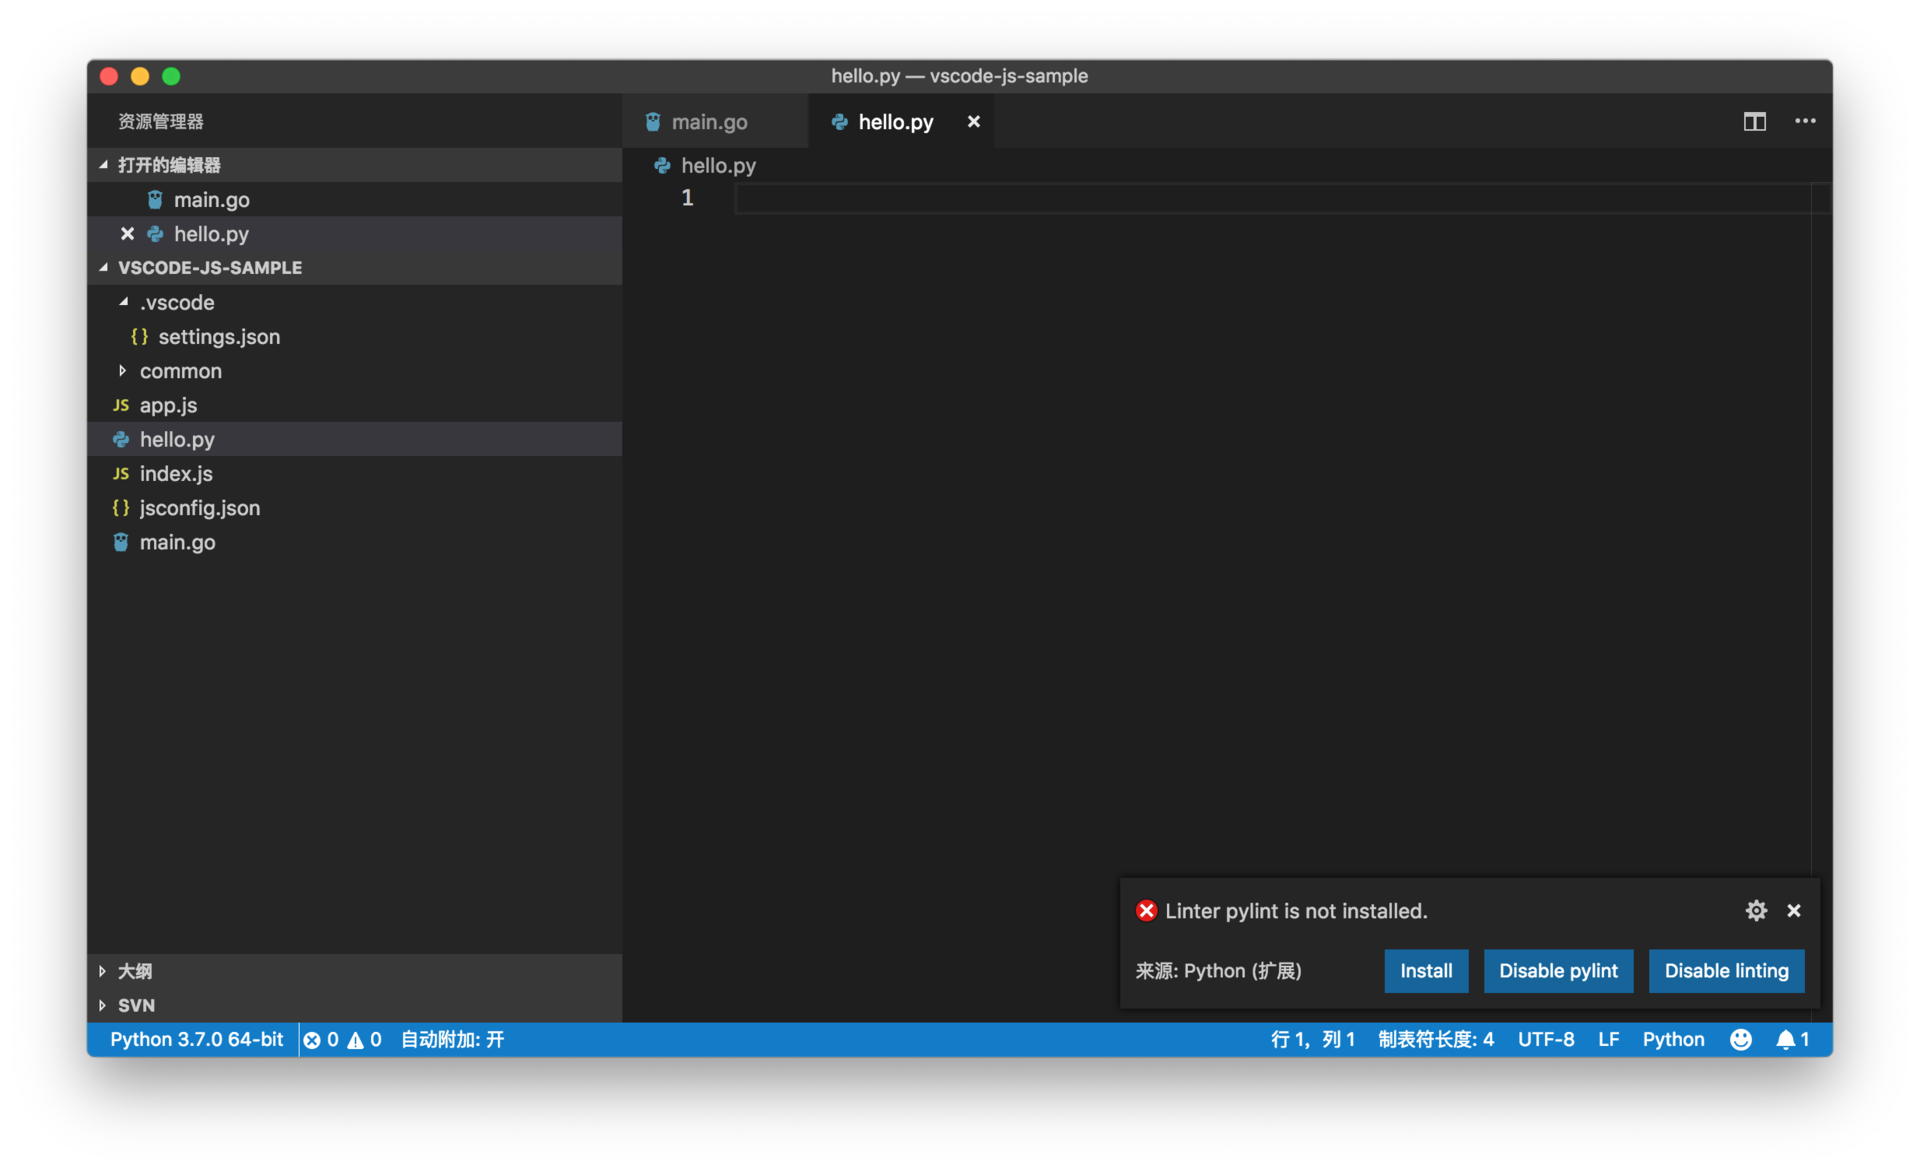 hello.py — vscode-js-sample
资源管理器
main.go
hello.py
打开的编辑器
main.go
hello.py
VSCODE-JS-SAMPLE
.vscode
{ } settings.json
common
JS app.js
hello.py
JS index.js
{ } jsconfig.json
main.go
大纲
SVN
hello.py
1
Linter pylint is not installed.
来源: Python (扩展)
Install
Disable pylint
Disable linting
Python 3.7.0 64-bit
0
0
自动附加: 开
行 1, 列 1
制表符长度: 4
UTF-8
LF
Python
1